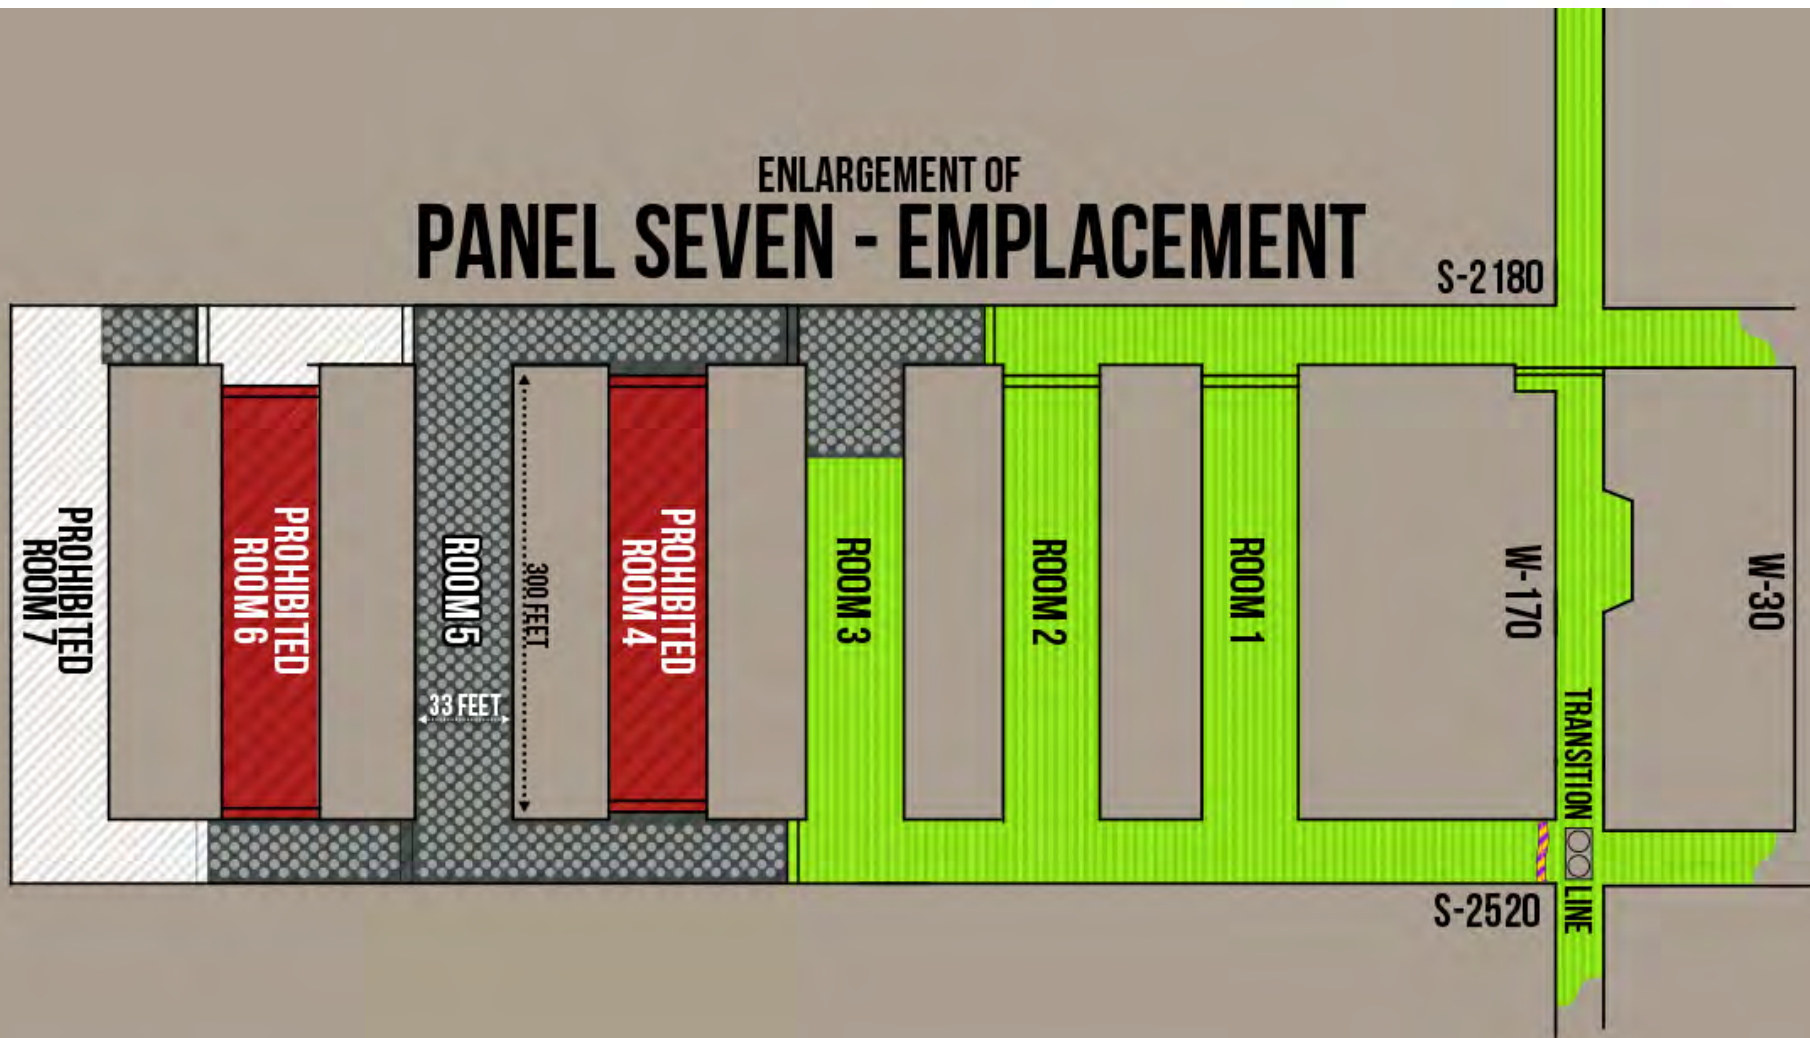 ENLARGEMENT OF
PANEL SEVEN - EMPLACEMENT
S-2180
PROHIBITED
ROOM 7
PROHIBITED
ROOM 6
ROOM 5
33 FEET
300 FEET
PROHIBITED
ROOM 4
ROOM 3
ROOM 2
ROOM 1
W-170
W-30
TRANSITION
LINE
S-2520